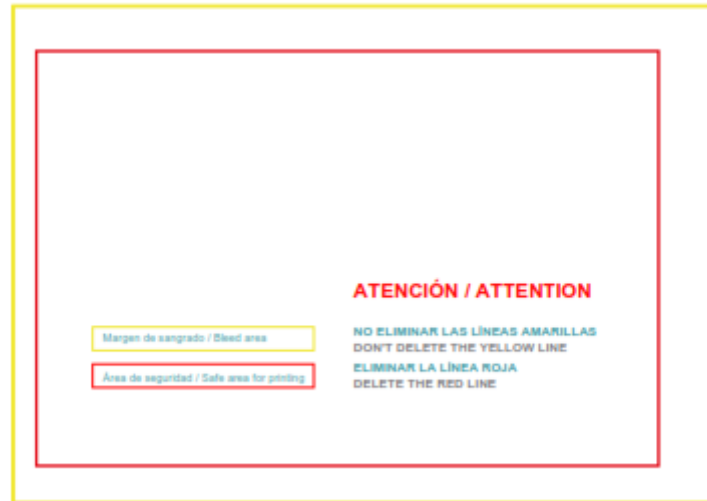 ATENCIÓN / ATTENTION
Margen de sangrado / Bleed area
Área de seguridad / Safe area for printing
NO ELIMINAR LAS LÍNEAS AMARILLAS
DON'T DELETE THE YELLOW LINE
ELIMINAR LA LÍNEA ROJA
DELETE THE RED LINE